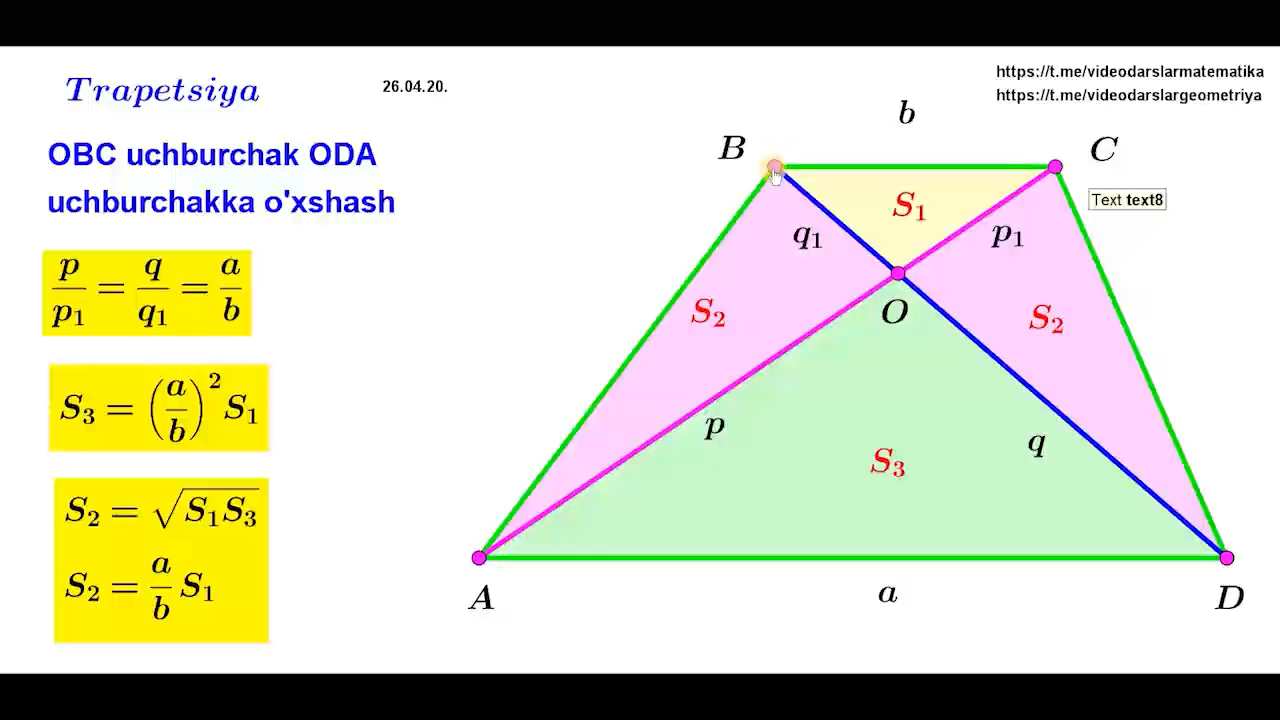 Trapetsiya
26.04.20.
https://t.me/videodarslarmatematika
https://t.me/videodarslargeometriya
OBC uchburchak ODA
uchburchakka o'xshash
p/p₁ = q/q₁ = a/b
S₃ = (a/b)² S₁
S₂ = √(S₁S₃)
S₂ = a/b S₁
b
B
C
Text text8
S₁
q₁
p₁
S₂
O
S₂
p
q
S₃
A
a
D